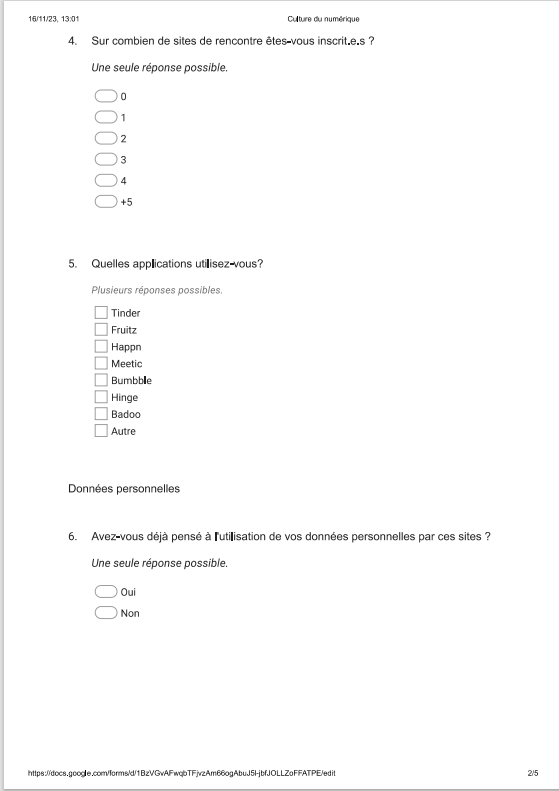 16/11/23, 13:01 Culture du numérique
4. Sur combien de sites de rencontre êtes-vous inscrit.e.s ?
Une seule réponse possible.
0
1
2
3
4
+5
5. Quelles applications utilisez-vous?
Plusieurs réponses possibles.
Tinder
Fruitz
Happn
Meetic
Bumbble
Hinge
Badoo
Autre
Données personnelles
6. Avez-vous déjà pensé à l'utilisation de vos données personnelles par ces sites ?
Une seule réponse possible.
Oui
Non
https://docs.google.com/forms/d/1BzVGvAFwqbTFjvzAm66ogAbuJ5l-jbfJOLLZoFFATPE/edit 2/5